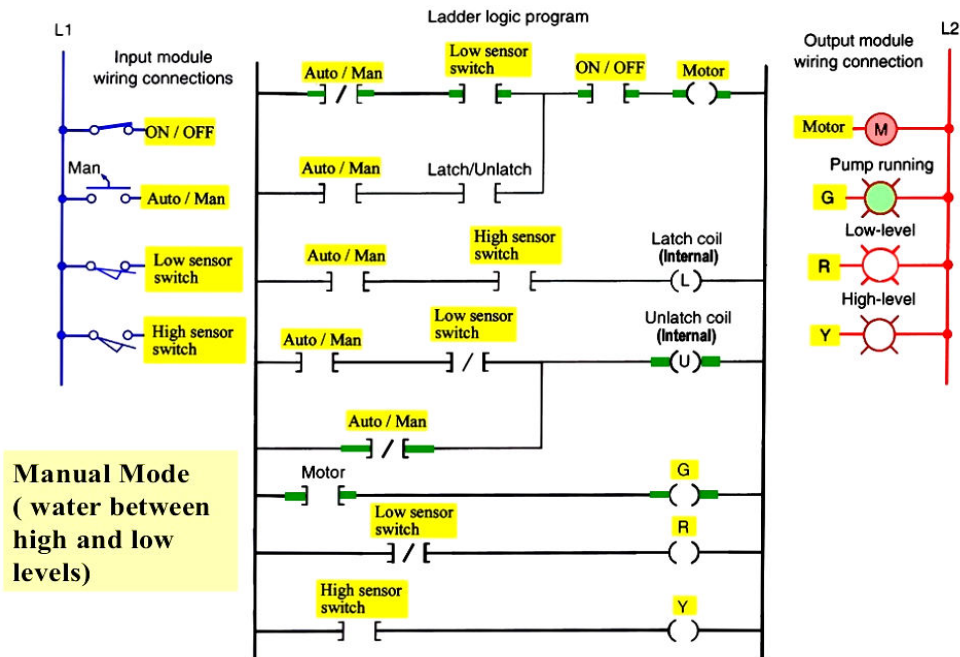 Ladder logic program
L1
L2
Input module
wiring connections
Output module
wiring connection
ON / OFF
Man
Auto / Man
Low sensor
switch
High sensor
switch
Auto / Man
Low sensor
switch
ON / OFF
Motor
Auto / Man
Latch/Unlatch
Auto / Man
High sensor
switch
Latch coil
(Internal)
L
Auto / Man
Low sensor
switch
Unlatch coil
(Internal)
U
Auto / Man
Motor
G
Low sensor
switch
R
High sensor
switch
Y
Motor
M
Pump running
G
Low-level
R
High-level
Y
Manual Mode
( water between
high and low
levels)